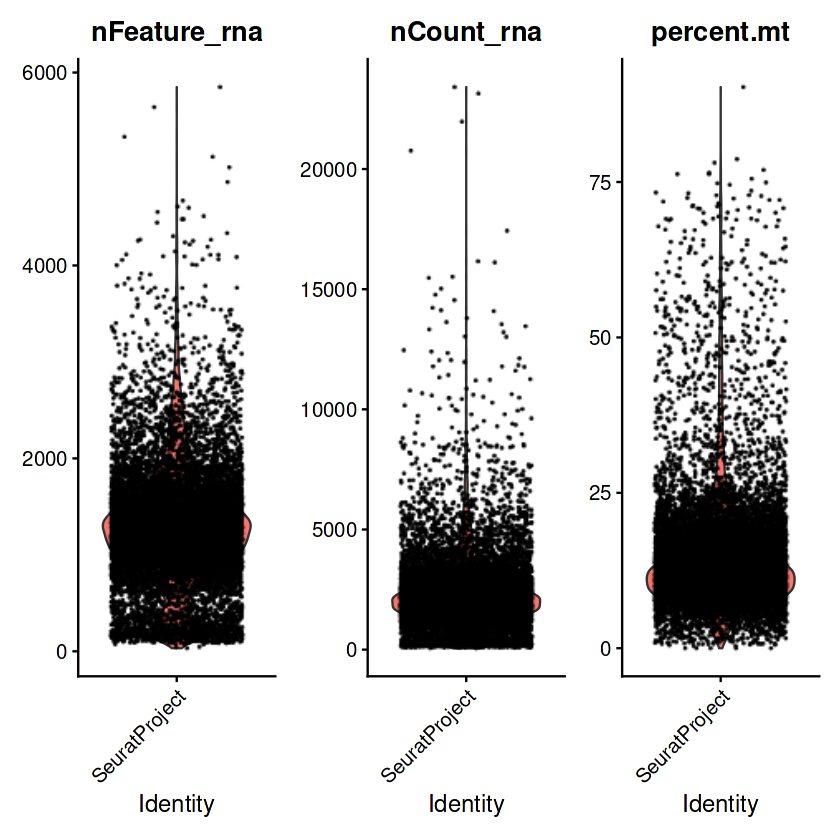 nFeature_rna
6000
4000
2000
0
SeuratProject
Identity
nCount_rna
20000
15000
10000
5000
0
SeuratProject
Identity
percent.mt
75
50
25
0
SeuratProject
Identity